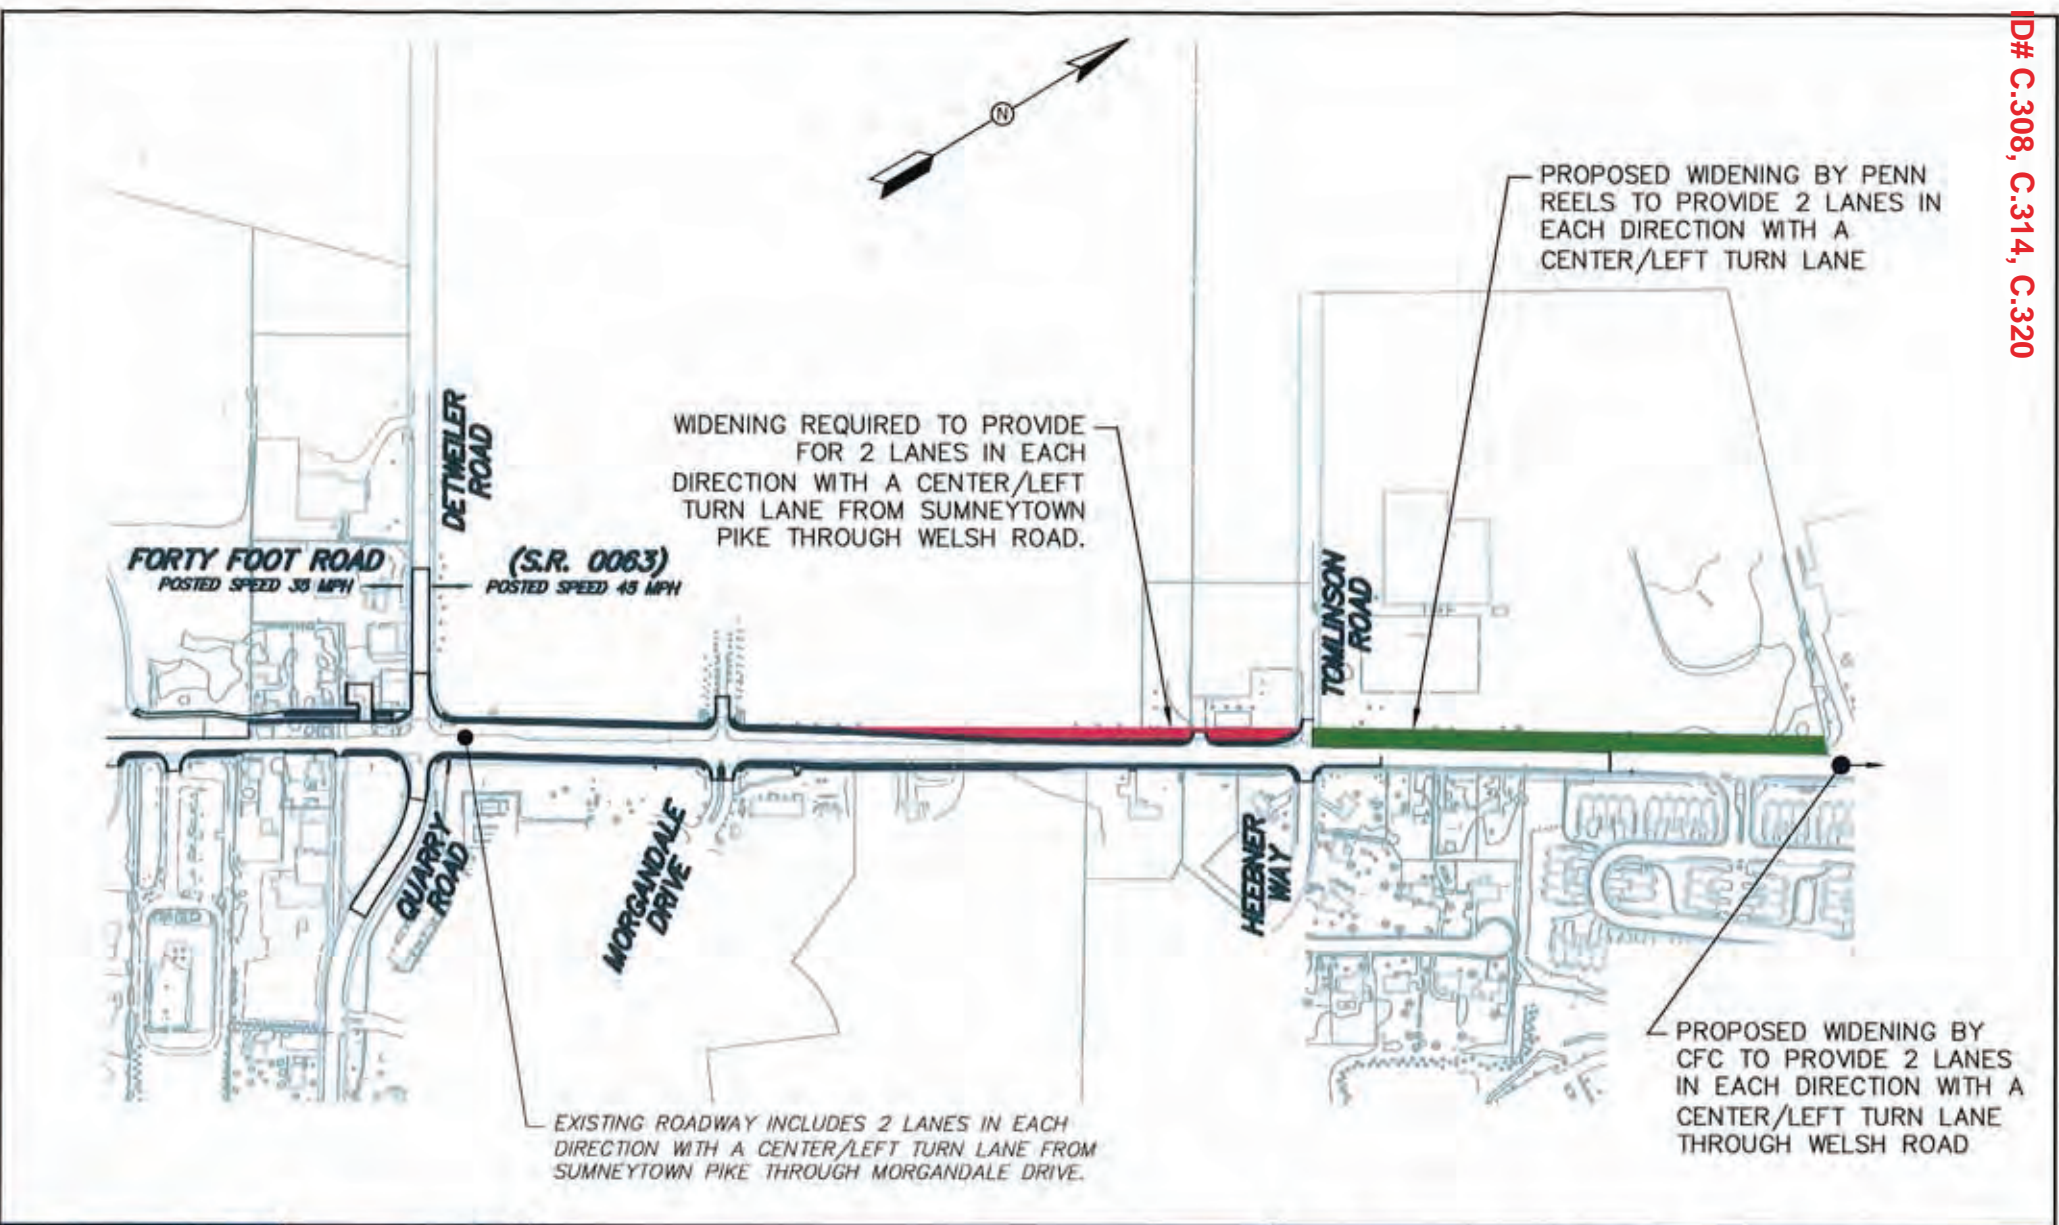 ID# C.308, C.314, C.320
N
PROPOSED WIDENING BY PENN
REELS TO PROVIDE 2 LANES IN
EACH DIRECTION WITH A
CENTER/LEFT TURN LANE
WIDENING REQUIRED TO PROVIDE
FOR 2 LANES IN EACH
DIRECTION WITH A CENTER/LEFT
TURN LANE FROM SUMNEYTOWN
PIKE THROUGH WELSH ROAD.
DETWEILER
ROAD
FORTY FOOT ROAD
POSTED SPEED 35 MPH
(S.R. 0063)
POSTED SPEED 45 MPH
TOMLINSON
ROAD
QUARRY
ROAD
MORGANDALE
DRIVE
HEEBNER
WAY
EXISTING ROADWAY INCLUDES 2 LANES IN EACH
DIRECTION WITH A CENTER/LEFT TURN LANE FROM
SUMNEYTOWN PIKE THROUGH MORGANDALE DRIVE.
PROPOSED WIDENING BY
CFC TO PROVIDE 2 LANES
IN EACH DIRECTION WITH A
CENTER/LEFT TURN LANE
THROUGH WELSH ROAD